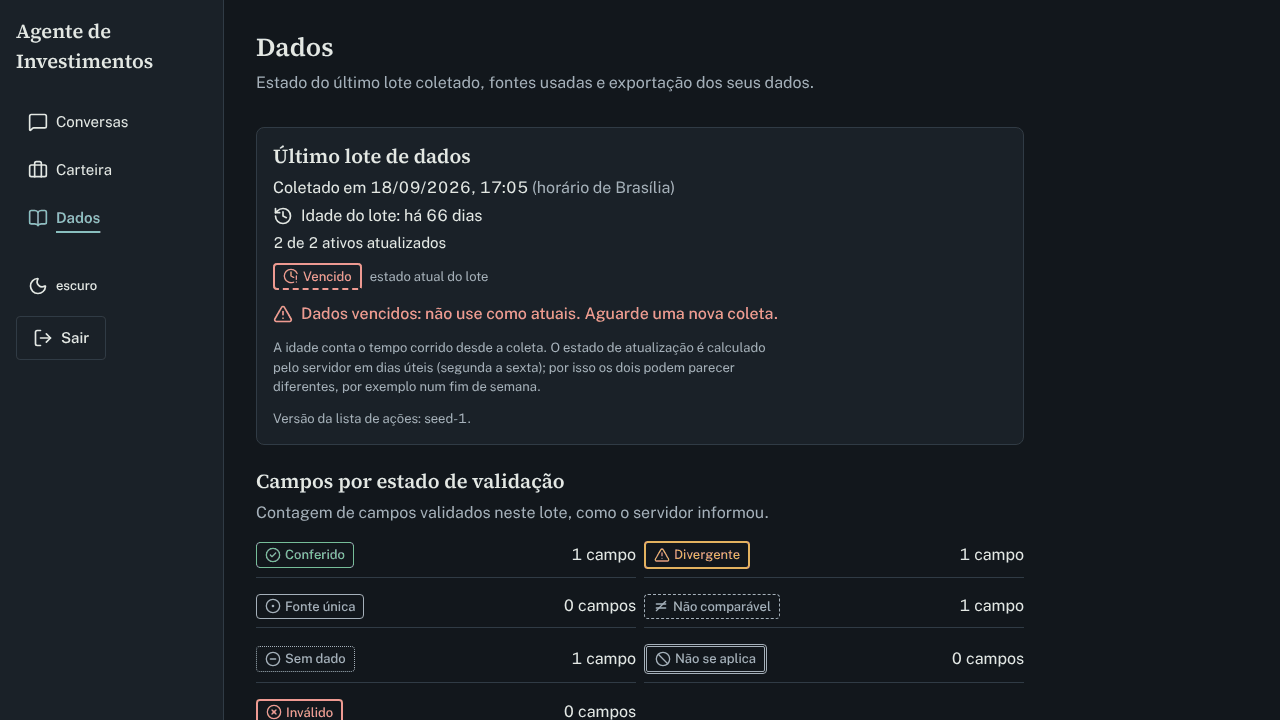 Agente de
Investimentos
Conversas
Carteira
Dados
escuro
Sair
Dados
Estado do último lote coletado, fontes usadas e exportação dos seus dados.
Último lote de dados
Coletado em 18/09/2026, 17:05 (horário de Brasília)
Idade do lote: há 66 dias
2 de 2 ativos atualizados
Vencido estado atual do lote
Dados vencidos: não use como atuais. Aguarde uma nova coleta.
A idade conta o tempo corrido desde a coleta. O estado de atualização é calculado
pelo servidor em dias úteis (segunda a sexta); por isso os dois podem parecer
diferentes, por exemplo num fim de semana.
Versão da lista de ações: seed-1.
Campos por estado de validação
Contagem de campos validados neste lote, como o servidor informou.
Conferido 1 campo Divergente 1 campo
Fonte única 0 campos Não comparável 1 campo
Sem dado 1 campo Não se aplica 0 campos
Inválido 0 campos